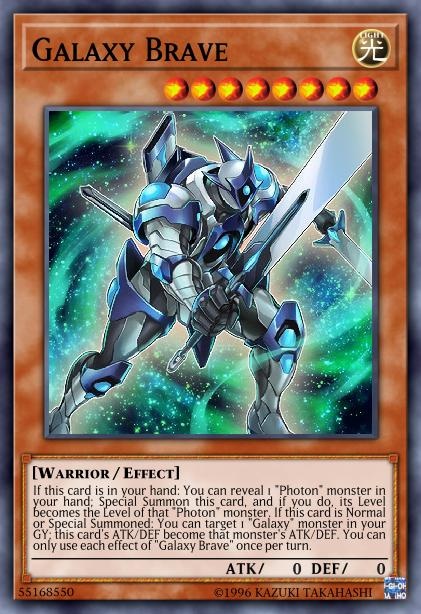 GALAXY BRAVE
LIGHT
光
[WARRIOR / EFFECT]
If this card is in your hand: You can reveal 1 "Photon" monster in
your hand; Special Summon this card, and if you do, its Level
becomes the Level of that "Photon" monster. If this card is Normal
or Special Summoned: You can target 1 "Galaxy" monster in your
GY; this card's ATK/DEF become that monster's ATK/DEF. You can
only use each effect of "Galaxy Brave" once per turn.
ATK/ 0 DEF/ 0
55168550
©1996 KAZUKI TAKAHASHI